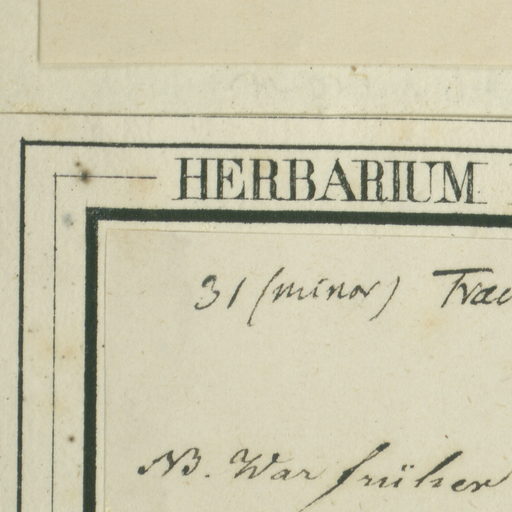 HERBARIUM
31 (minor)
NB. War früher